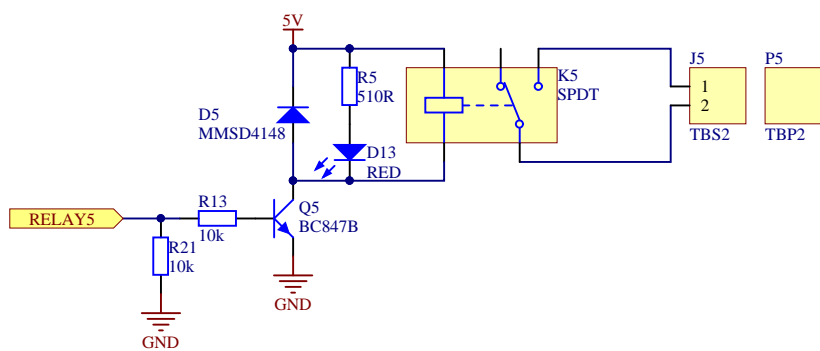 5V
R5
510R
D5
MMSD4148
D13
RED
K5
SPDT
J5
1
2
TBS2
P5
TBP2
RELAY5
R13
10k
R21
10k
Q5
BC847B
GND
GND